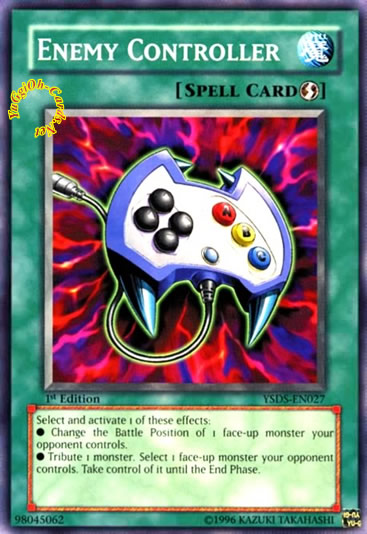 ENEMY CONTROLLER
YuGiOh-Cards.Net
[SPELL CARD]
A
B
C
1st Edition
YSDS-EN027
Select and activate 1 of these effects:
● Change the Battle Position of 1 face-up monster your
opponent controls.
● Tribute 1 monster. Select 1 face-up monster your opponent
controls. Take control of it until the End Phase.
98045062
©1996 KAZUKI TAKAHASHI